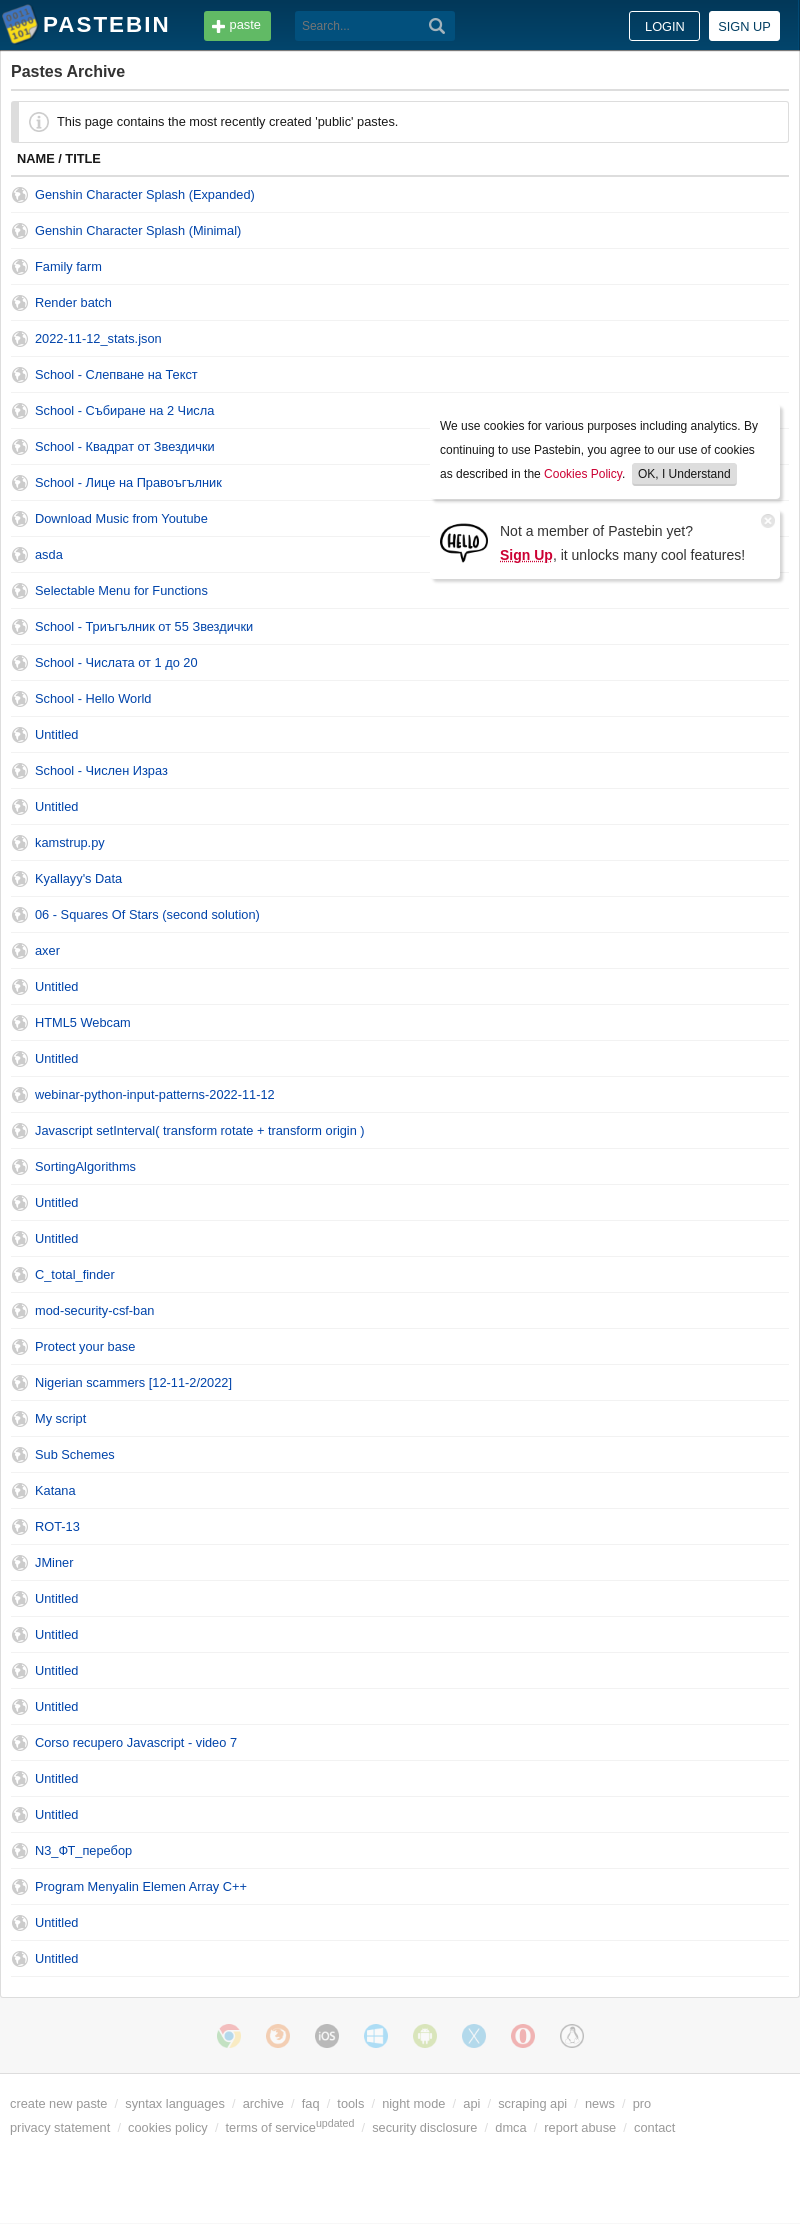 PASTEBIN
paste
Search...
LOGIN
SIGN UP
Pastes Archive
This page contains the most recently created 'public' pastes.
NAME / TITLE
Genshin Character Splash (Expanded)
Genshin Character Splash (Minimal)
Family farm
Render batch
2022-11-12_stats.json
School - Слепване на Текст
School - Събиране на 2 Числа
School - Квадрат от Звездички
School - Лице на Правоъгълник
Download Music from Youtube
asda
We use cookies for various purposes including analytics. By
continuing to use Pastebin, you agree to our use of cookies
as described in the Cookies Policy. OK, I Understand
HELLO
Not a member of Pastebin yet?
Sign Up, it unlocks many cool features!
Selectable Menu for Functions
School - Триъгълник от 55 Звездички
School - Числата от 1 до 20
School - Hello World
Untitled
School - Числен Израз
Untitled
kamstrup.py
Kyallayy's Data
06 - Squares Of Stars (second solution)
axer
Untitled
HTML5 Webcam
Untitled
webinar-python-input-patterns-2022-11-12
Javascript setInterval( transform rotate + transform origin )
SortingAlgorithms
Untitled
Untitled
C_total_finder
mod-security-csf-ban
Protect your base
Nigerian scammers [12-11-2/2022]
My script
Sub Schemes
Katana
ROT-13
JMiner
Untitled
Untitled
Untitled
Untitled
Corso recupero Javascript - video 7
Untitled
Untitled
N3_ФТ_перебор
Program Menyalin Elemen Array C++
Untitled
Untitled
iOS
create new paste / syntax languages / archive / faq / tools / night mode / api / scraping api / news / pro
privacy statement / cookies policy / terms of service updated / security disclosure / dmca / report abuse / contact